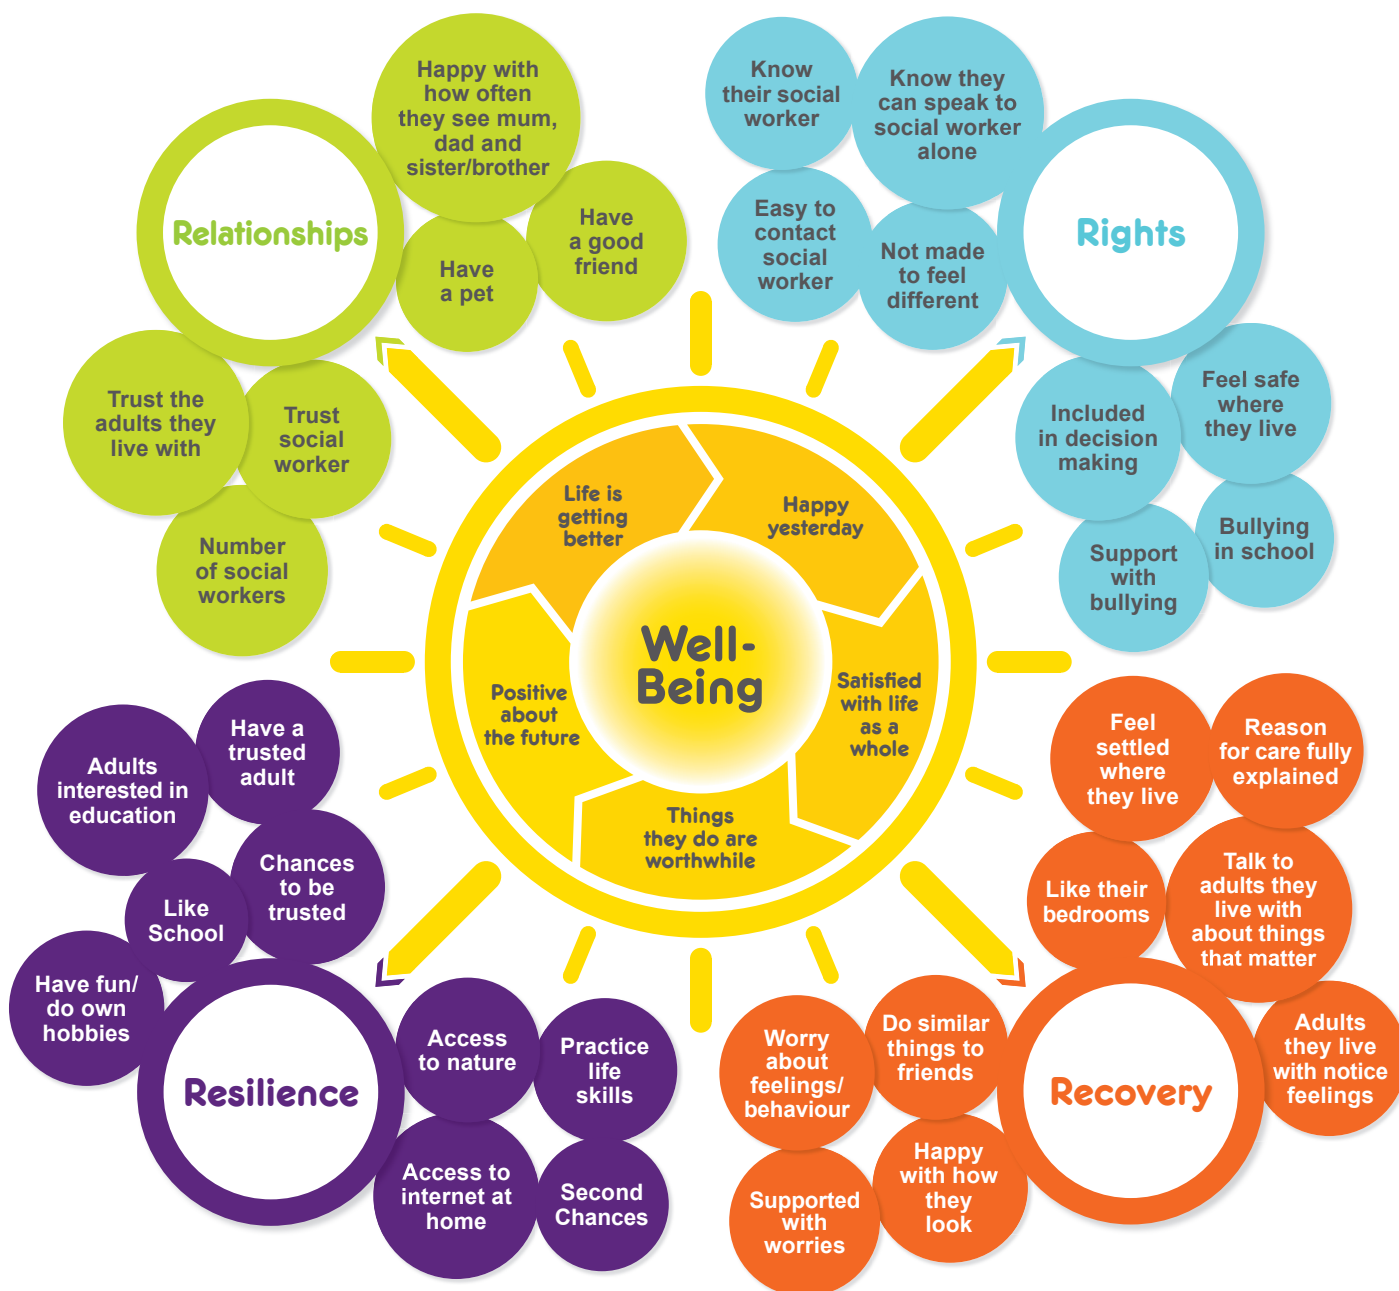 Happy with
how often
they see mum,
dad and
sister/brother
Relationships
Have
a good
friend
Have
a pet
Trust the
adults they
live with
Trust
social
worker
Number
of social
workers
Know
their social
worker
Know they
can speak to
social worker
alone
Easy to
contact
social
worker
Not made
to feel
different
Rights
Feel safe
where
they live
Included
in decision
making
Bullying
in school
Support
with
bullying
Life is
getting
better
Happy
yesterday
Well-
Being
Positive
about
the future
Satisfied
with life
as a
whole
Things
they do are
worthwhile
Have a
trusted
adult
Adults
interested in
education
Chances
to be
trusted
Like
School
Have fun/
do own
hobbies
Resilience
Access
to nature
Practice
life
skills
Access to
internet at
home
Second
Chances
Feel
settled
where
they live
Reason
for care fully
explained
Like their
bedrooms
Talk to
adults they
live with
about things
that matter
Adults
they live
with notice
feelings
Recovery
Worry
about
feelings/
behaviour
Do similar
things to
friends
Happy
with how
they
look
Supported
with
worries